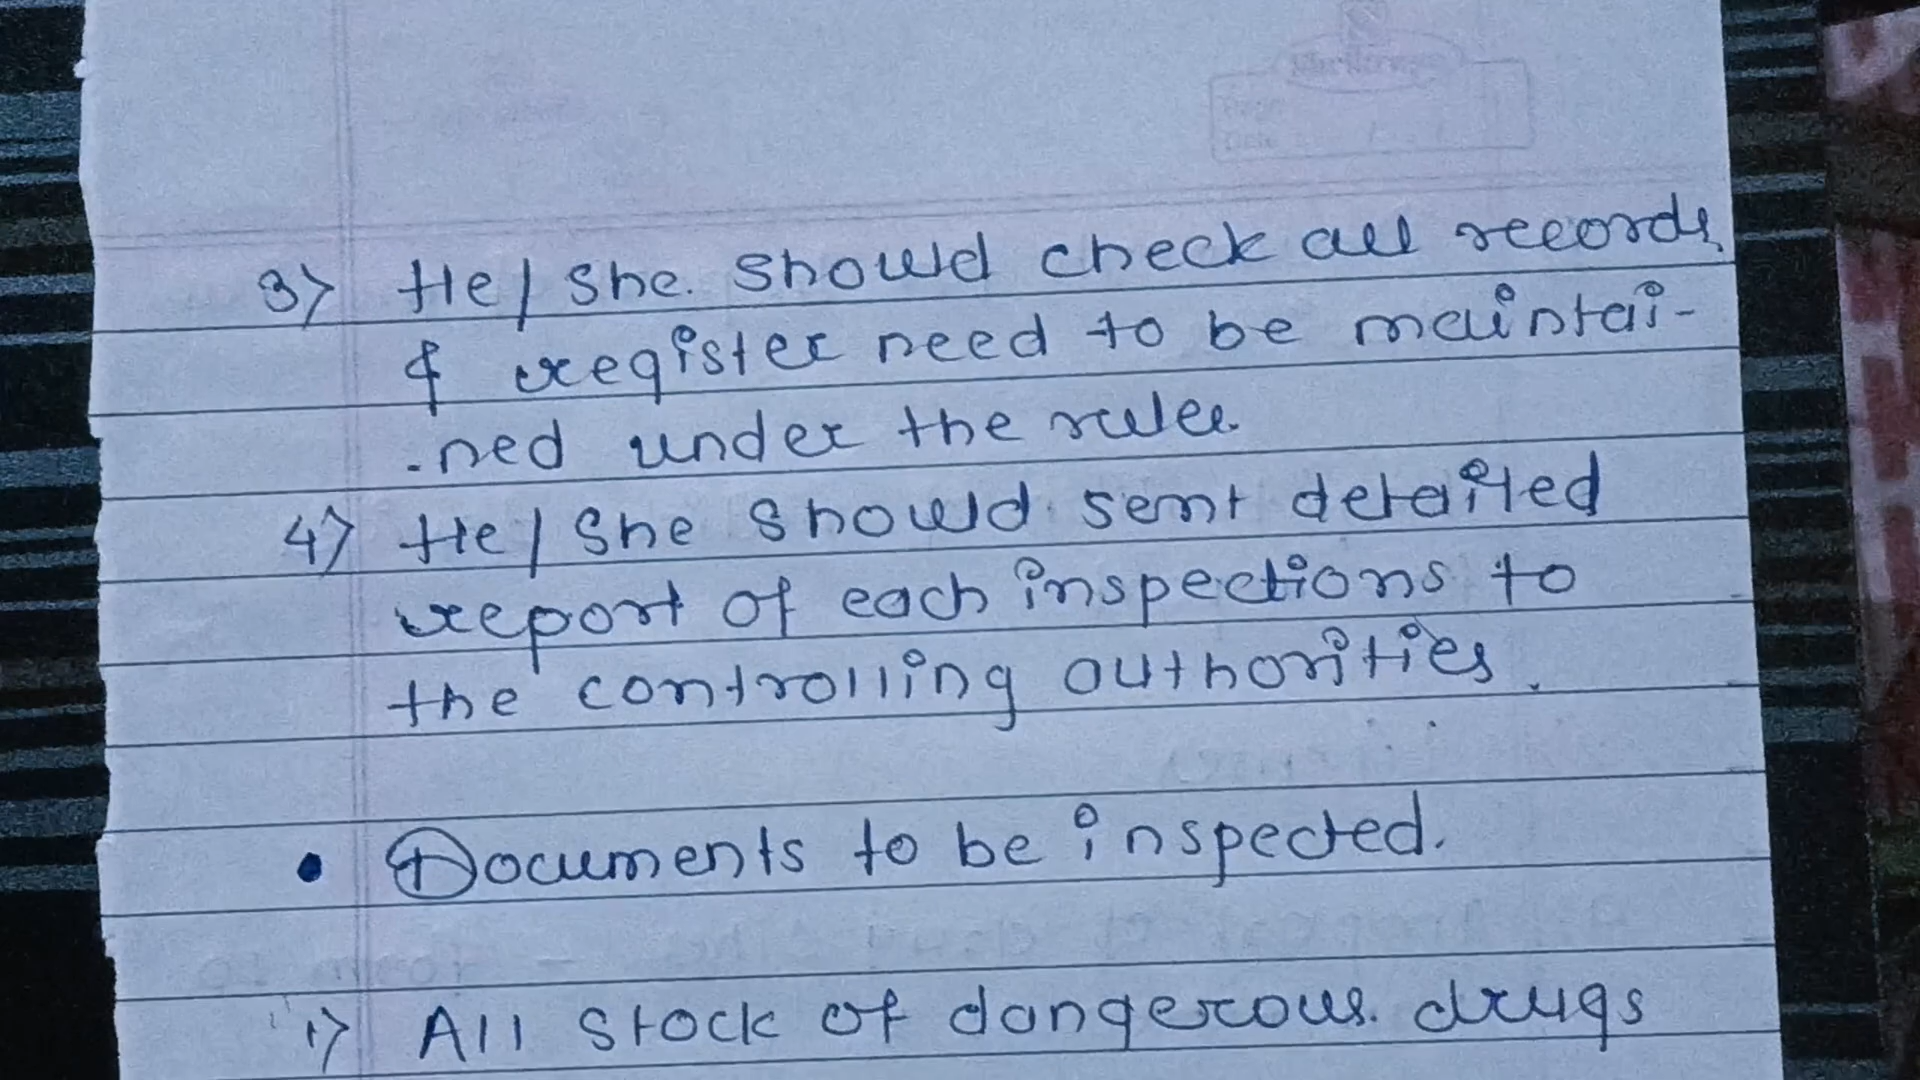 3) He / She. should check all records
& register need to be maintai-
.ned under the rules.
4) He / She should sent detailed
report of each inspections to
the controlling authorities.
• Documents to be inspected.
1) All stock of dangerous. drugs